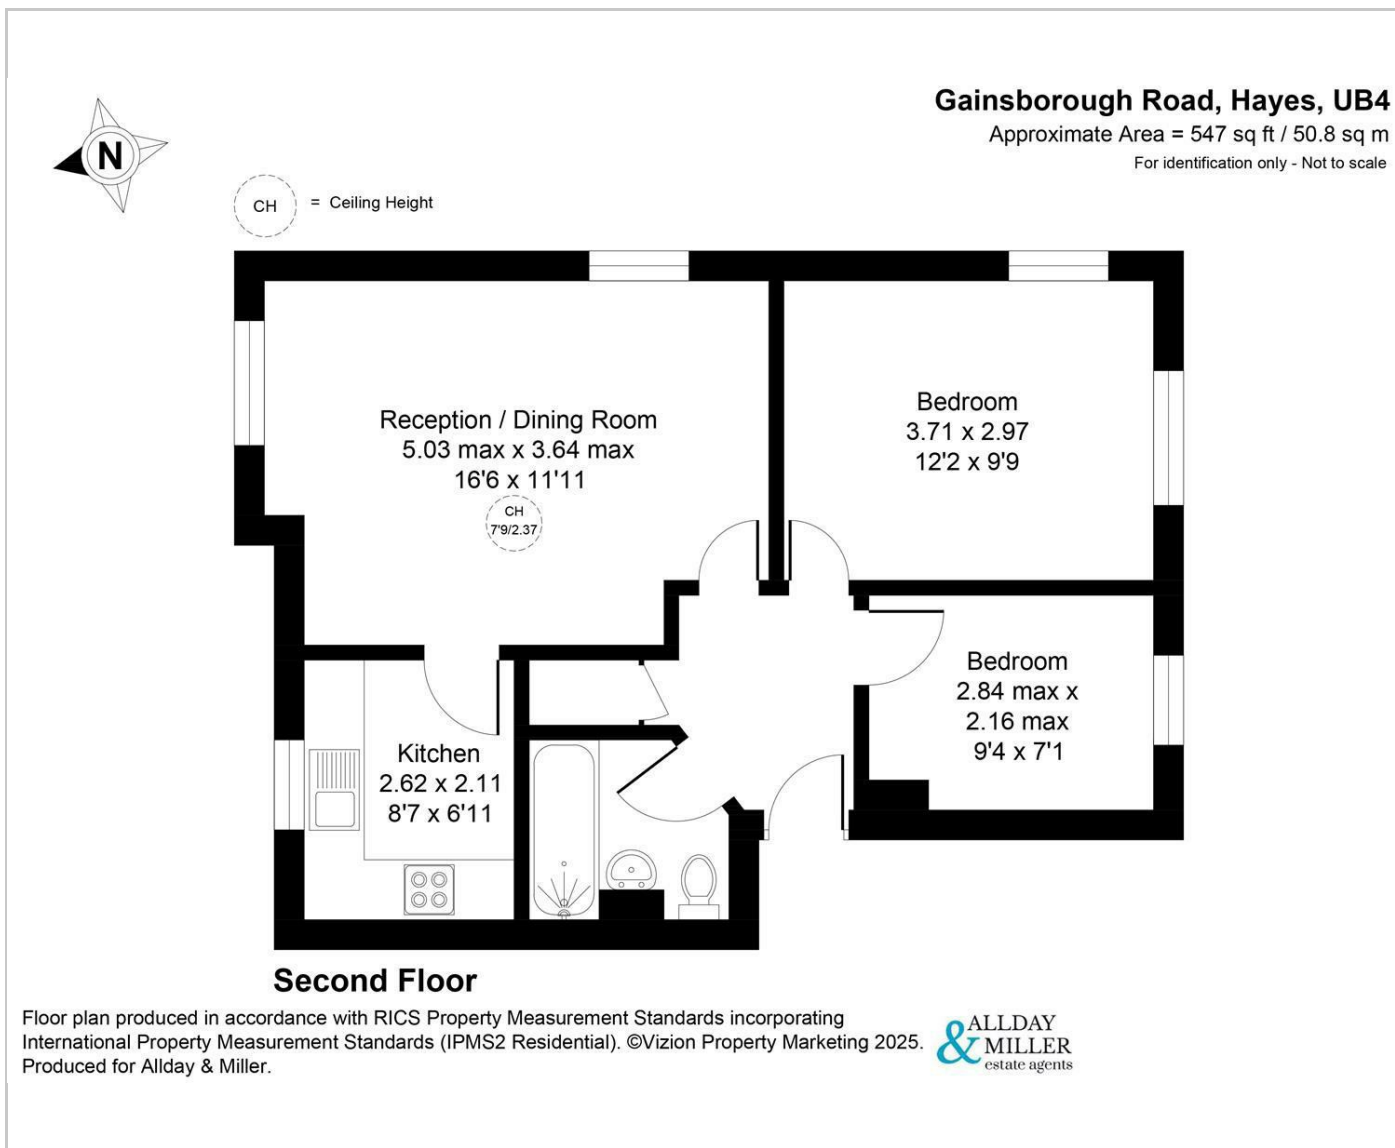 Gainsborough Road, Hayes, UB4
Approximate Area = 547 sq ft / 50.8 sq m
For identification only - Not to scale
N
CH = Ceiling Height
Reception / Dining Room
5.03 max x 3.64 max
16'6 x 11'11
CH
7'9/2.37
Bedroom
3.71 x 2.97
12'2 x 9'9
Bedroom
2.84 max x
2.16 max
9'4 x 7'1
Kitchen
2.62 x 2.11
8'7 x 6'11
Second Floor
Floor plan produced in accordance with RICS Property Measurement Standards incorporating
International Property Measurement Standards (IPMS2 Residential). ©Vizion Property Marketing 2025.
Produced for Allday & Miller.
ALLDAY
& MILLER
estate agents